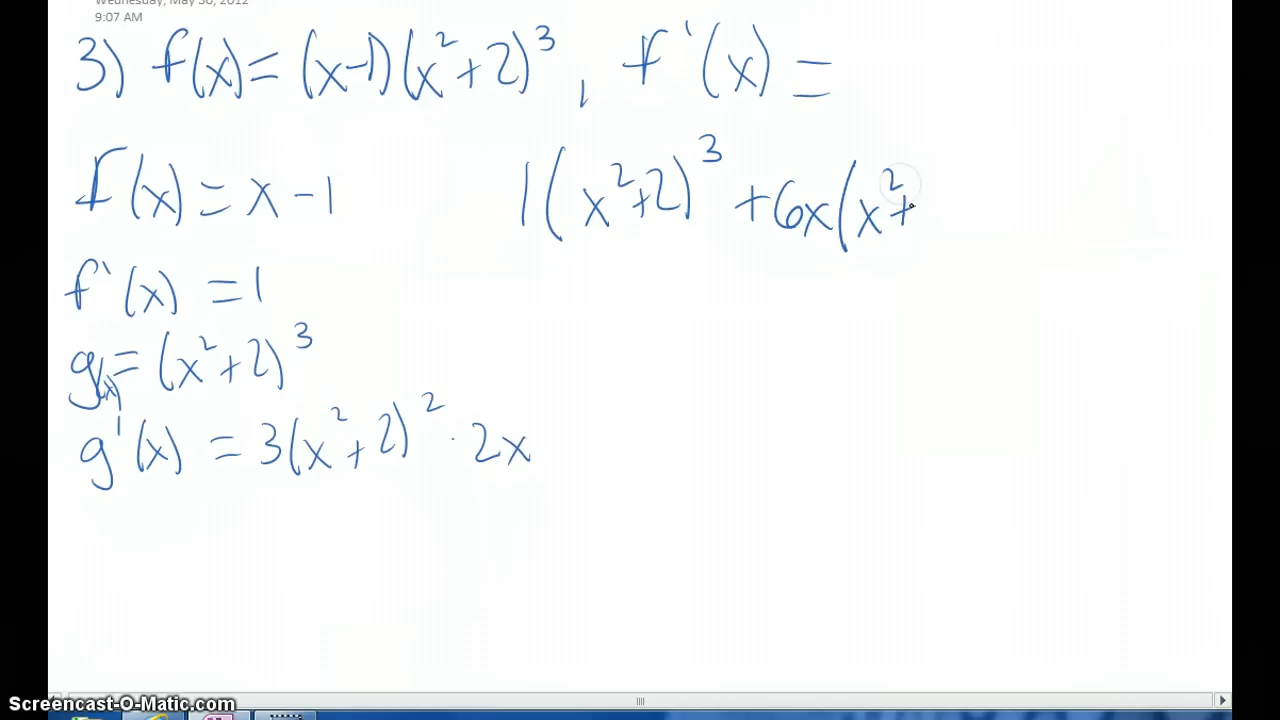 Wednesday, May 30, 2012
9:07 AM
3) f(x)= (x-1)(x²+2)³, f'(x) =
f(x) = x - 1
1(x²+2)³ +6x(x²+
f'(x) = 1
g(x) = (x²+2)³
g'(x) = 3(x²+2)² · 2x
Screencast-O-Matic.com